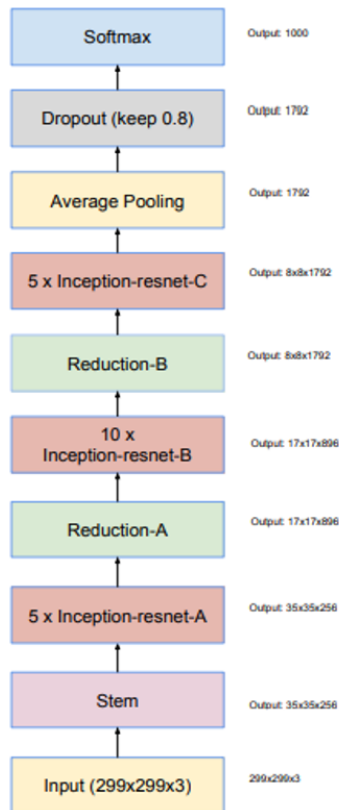 Softmax
Output: 1000
Dropout (keep 0.8)
Output: 1792
Average Pooling
Output: 1792
5 x Inception-resnet-C
Output: 8x8x1792
Reduction-B
Output: 8x8x1792
10 x
Inception-resnet-B
Output: 17x17x896
Reduction-A
Output: 17x17x896
5 x Inception-resnet-A
Output: 35x35x256
Stem
Output: 35x35x256
Input (299x299x3)
299x299x3